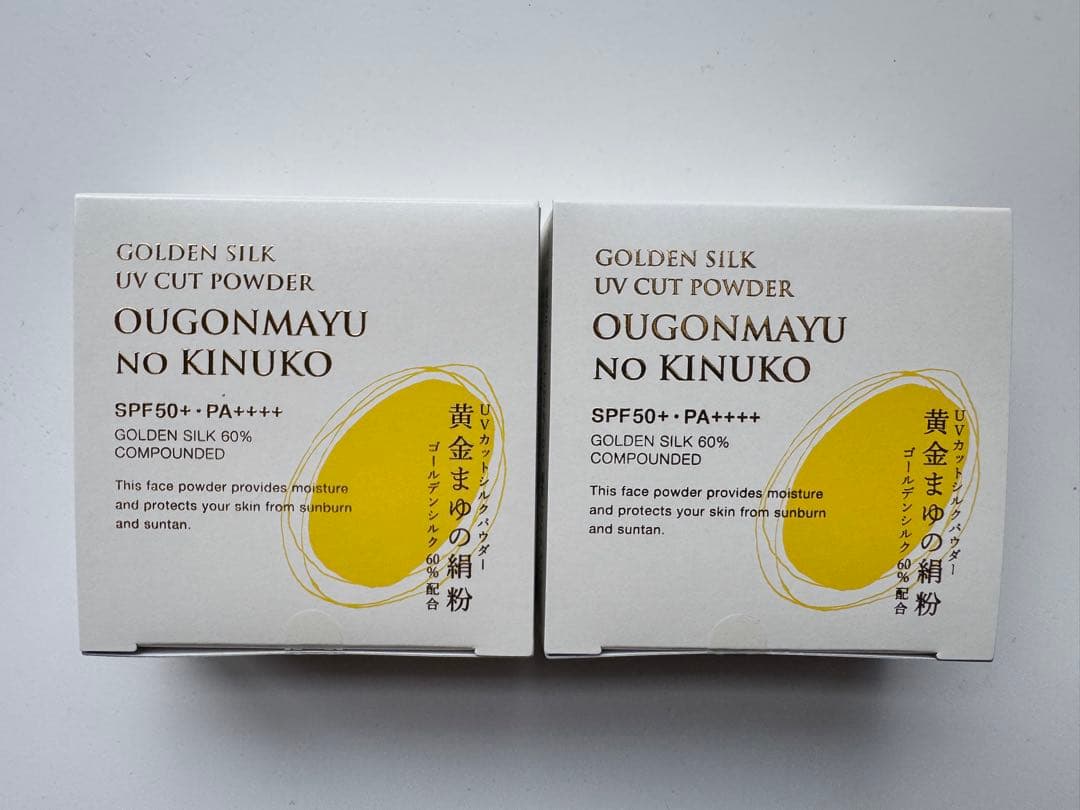 GOLDEN SILK
UV CUT POWDER
OUGONMAYU
NO KINUKO
SPF50+・PA++++
GOLDEN SILK 60%
COMPOUNDED
This face powder provides moisture
and protects your skin from sunburn
and suntan.
UVカットシルクパウダー
黄金まゆの絹粉
ゴールデンシルク60%配合
GOLDEN SILK
UV CUT POWDER
OUGONMAYU
NO KINUKO
SPF50+・PA++++
GOLDEN SILK 60%
COMPOUNDED
This face powder provides moisture
and protects your skin from sunburn
and suntan.
UVカットシルクパウダー
黄金まゆの絹粉
ゴールデンシルク60%配合